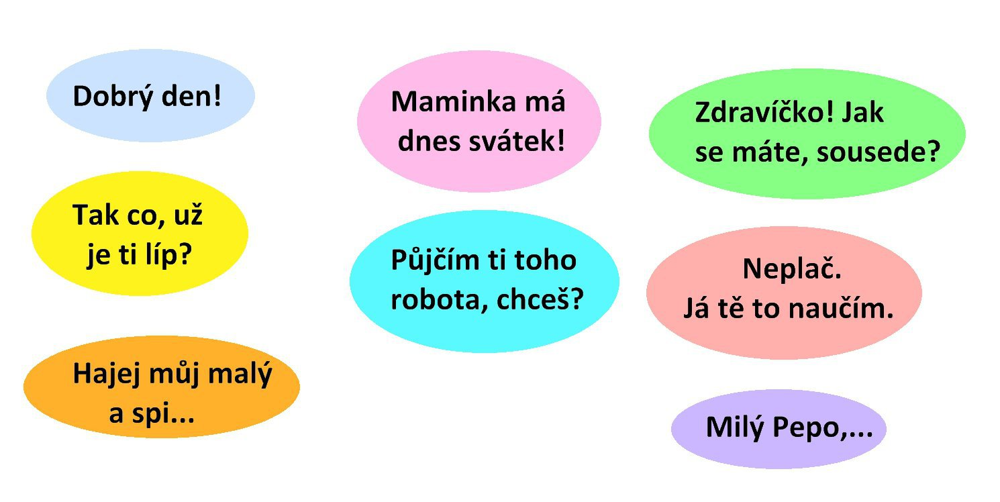 Dobrý den!
Tak co, už
je ti líp?
Hajej můj malý
a spi...
Maminka má
dnes svátek!
Půjčím ti toho
robota, chceš?
Zdravíčko! Jak
se máte, sousede?
Neplač.
Já tě to naučím.
Milý Pepo,...